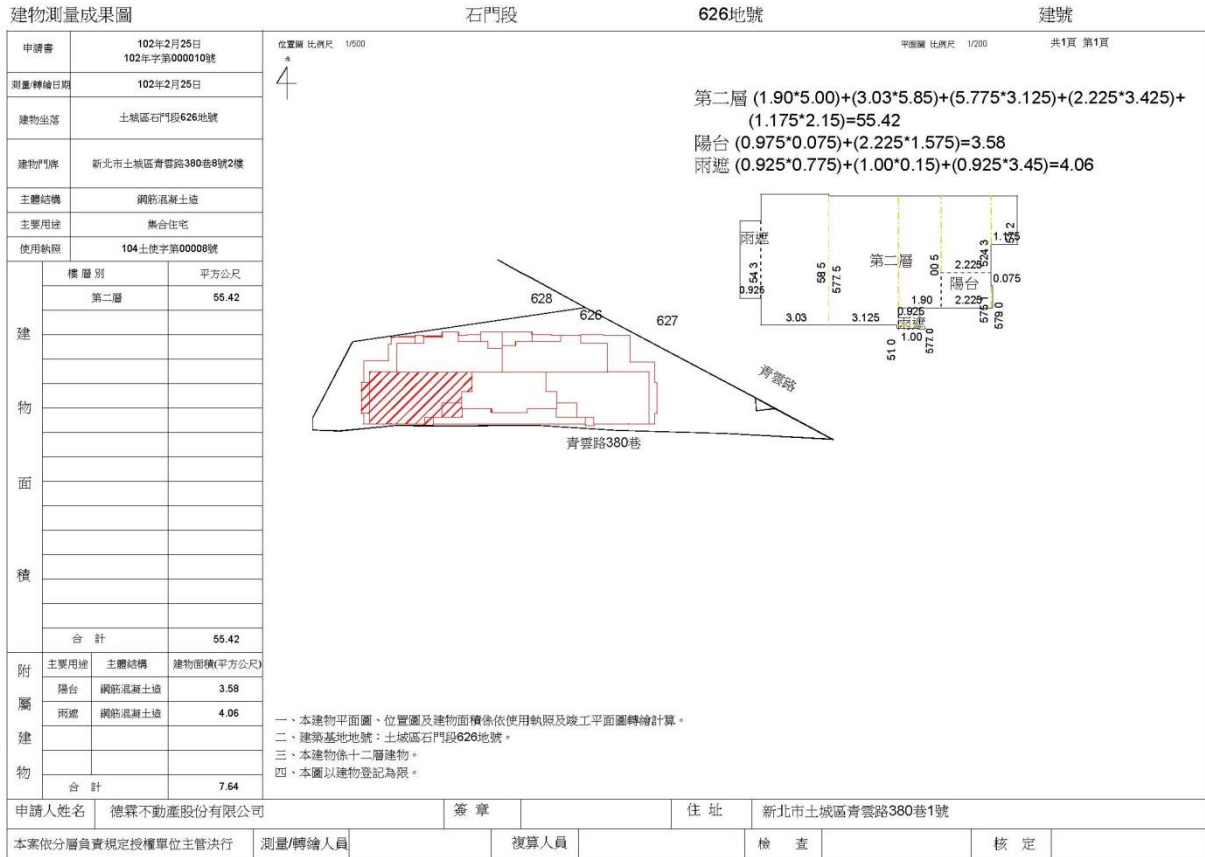 建物測量成果圖 石門段 626地號 建號
申請書 102年2月25日
102年字第000010號
測量/轉繪日期 102年2月25日
建物坐落 土城區石門段626地號
建物門牌 新北市土城區青雲路380巷8號2樓
主體結構 鋼筋混凝土造
主要用途 集合住宅
使用執照 104土使字第00008號
建物面積
樓層別 平方公尺
第二層 55.42
合計 55.42
附屬建物
主要用途 主體結構 建物面積(平方公尺)
陽台 鋼筋混凝土造 3.58
雨遮 鋼筋混凝土造 4.06
合計 7.64
位置圖 比例尺 1/500
北
628
626
627
青雲路
青雲路380巷
平面圖 比例尺 1/200 共1頁 第1頁
第二層 (1.90*5.00)+(3.03*5.85)+(5.775*3.125)+(2.225*3.425)+
(1.175*2.15)=55.42
陽台 (0.975*0.075)+(2.225*1.575)=3.58
雨遮 (0.925*0.775)+(1.00*0.15)+(0.925*3.45)=4.06
雨遮
54.3
0.925
58.5
577.5
第二層
00.5
2.225
524.3
1.175
51.2
陽台
0.075
3.03
3.125
1.90
2.225
575.1
579.0
0.925
雨遮
1.00
51.0
577.0
一、本建物平面圖、位置圖及建物面積係依使用執照及竣工平面圖轉繪計算。
二、建築基地地號：土城區石門段626地號。
三、本建物係十二層建物。
四、本圖以建物登記為限。
申請人姓名 德霖不動產股份有限公司 簽章 住址 新北市土城區青雲路380巷1號
本案依分層負責規定授權單位主管決行 測量/轉繪人員 複算人員 檢查 核定